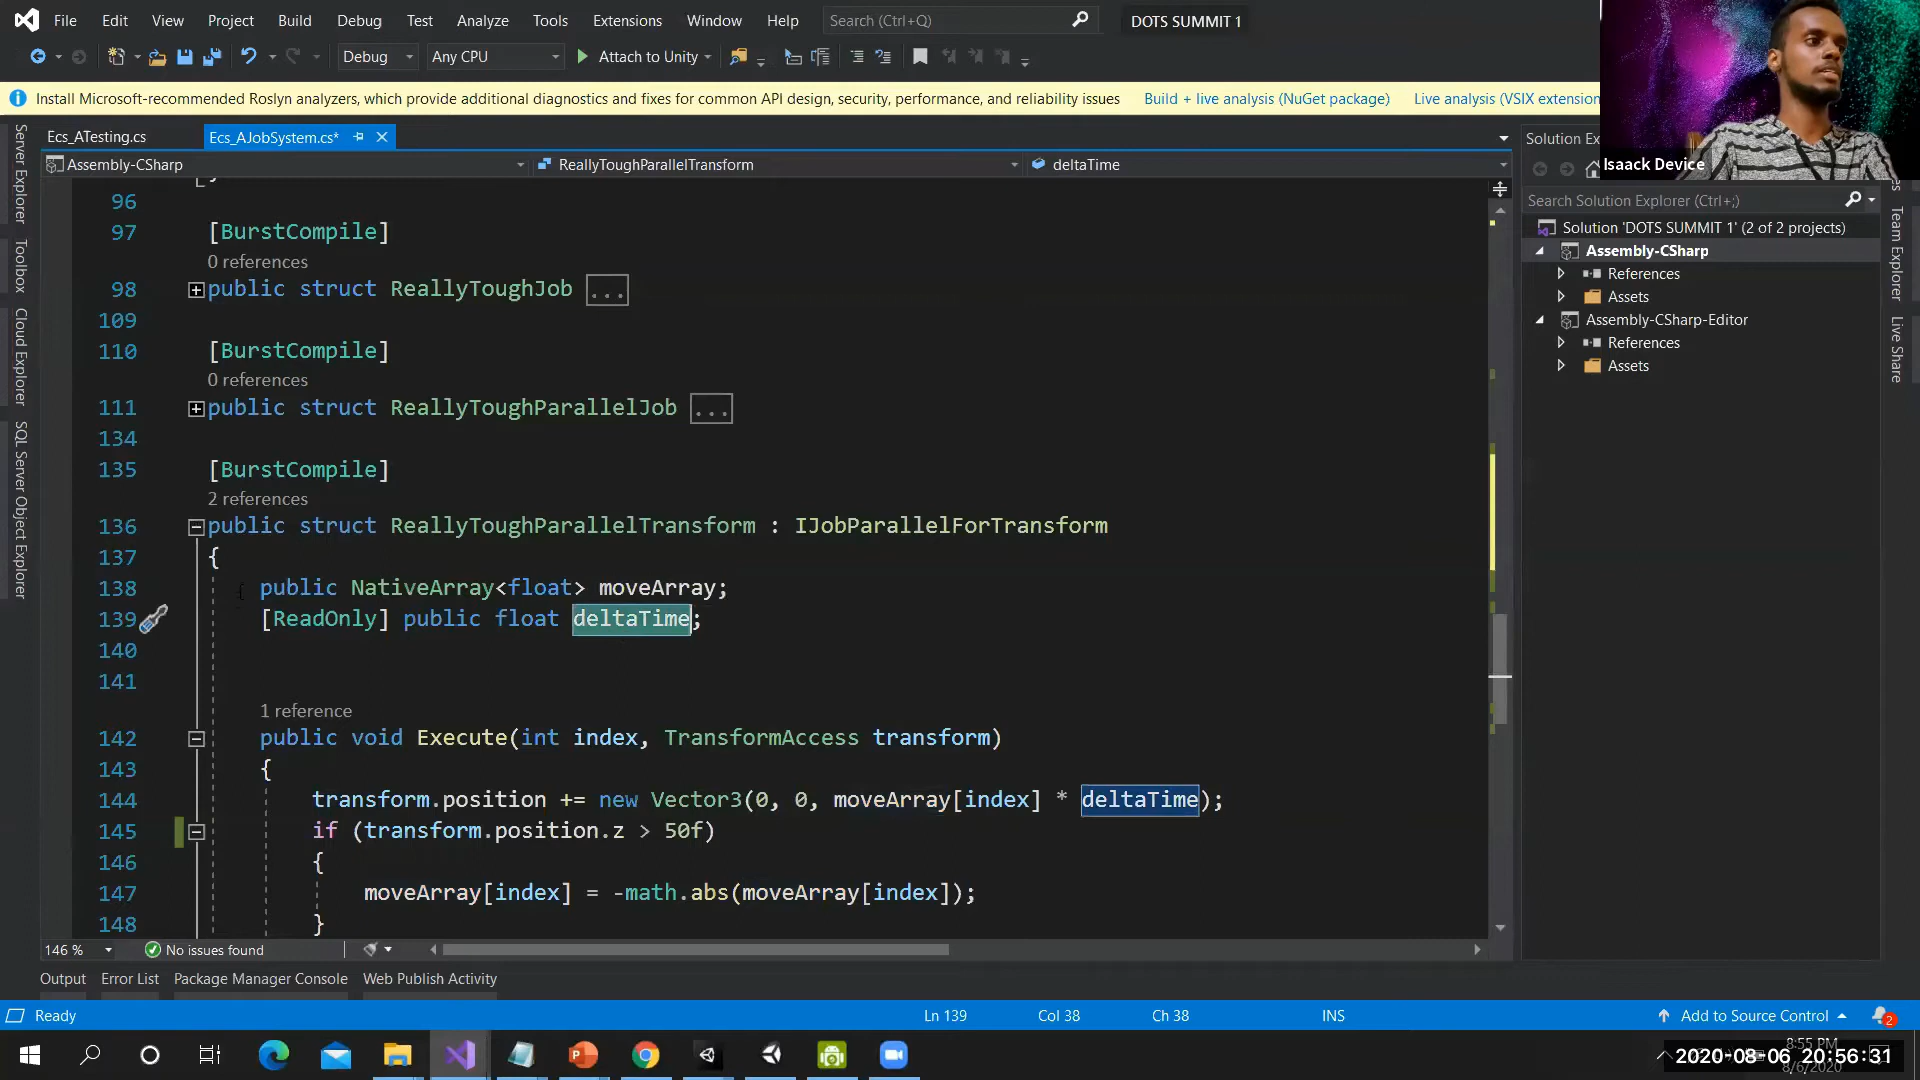 File Edit View Project Build Debug Test Analyze Tools Extensions Window Help Search (Ctrl+Q) DOTS SUMMIT 1
Debug Any CPU Attach to Unity
Install Microsoft-recommended Roslyn analyzers, which provide additional diagnostics and fixes for common API design, security, performance, and reliability issues Build + live analysis (NuGet package) Live analysis (VSIX extension
Isaack Device
Server Explorer
Toolbox
Cloud Explorer
SQL Server Object Explorer
Ecs_ATesting.cs Ecs_AJobSystem.cs*
Assembly-CSharp ReallyToughParallelTransform deltaTime
96
97 [BurstCompile]
0 references
98 public struct ReallyToughJob ...
109
110 [BurstCompile]
0 references
111 public struct ReallyToughParallelJob ...
134
135 [BurstCompile]
2 references
136 public struct ReallyToughParallelTransform : IJobParallelForTransform
137 {
138 public NativeArray<float> moveArray;
139 [ReadOnly] public float deltaTime;
140
141
1 reference
142 public void Execute(int index, TransformAccess transform)
143 {
144 transform.position += new Vector3(0, 0, moveArray[index] * deltaTime);
145 if (transform.position.z > 50f)
146 {
147 moveArray[index] = -math.abs(moveArray[index]);
148 }
146 % No issues found
Solution Ex
Search Solution Explorer (Ctrl+;)
Solution 'DOTS SUMMIT 1' (2 of 2 projects)
Assembly-CSharp
References
Assets
Assembly-CSharp-Editor
References
Assets
Team Explorer
Live Share
Output Error List Package Manager Console Web Publish Activity
Ready Ln 139 Col 38 Ch 38 INS Add to Source Control 2
8:55 PM
2020-08-06 20:56:31
8/6/2020